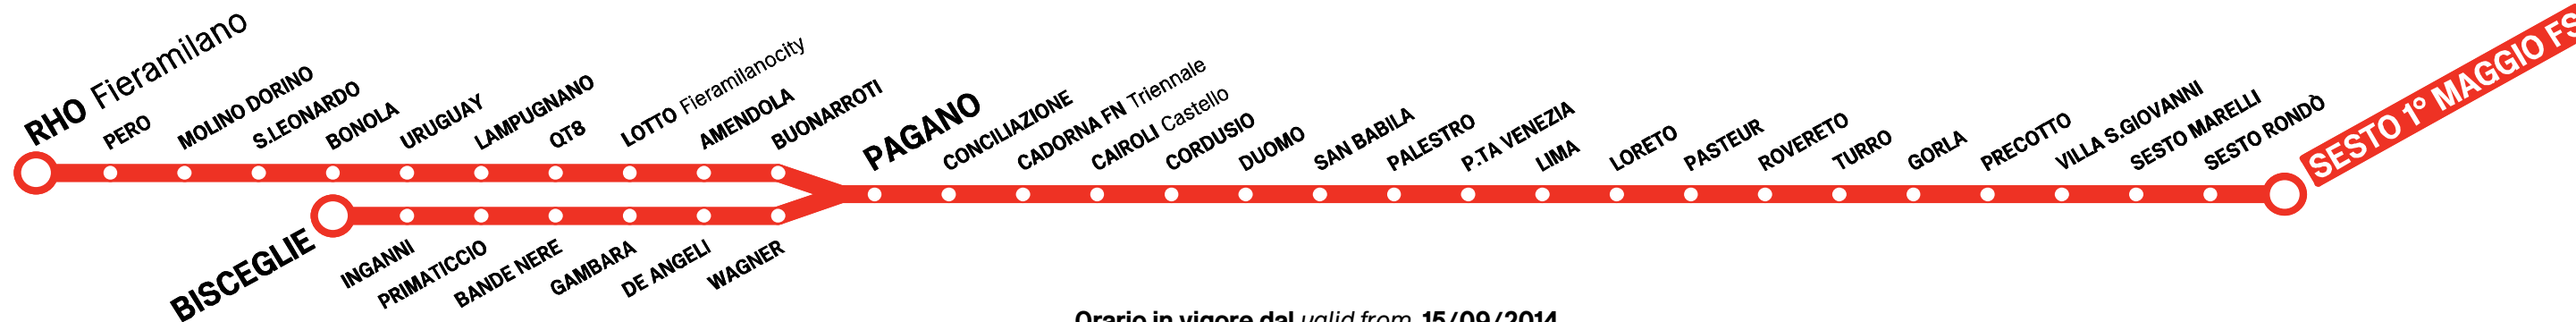 RHO Fieramilano
PERO
MOLINO DORINO
S.LEONARDO
BONOLA
URUGUAY
LAMPUGNANO
QT8
LOTTO Fieramilanocity
AMENDOLA
BUONARROTI
PAGANO
CONCILIAZIONE
CADORNA FN Triennale
CAIROLI Castello
CORDUSIO
DUOMO
SAN BABILA
PALESTRO
P.TA VENEZIA
LIMA
LORETO
PASTEUR
ROVERETO
TURRO
GORLA
PRECOTTO
VILLA S.GIOVANNI
SESTO MARELLI
SESTO RONDÒ
SESTO 1° MAGGIO FS
BISCEGLIE
INGANNI
PRIMATICCIO
BANDE NERE
GAMBARA
DE ANGELI
WAGNER
Orario in vigore dal valid from 15/09/2014